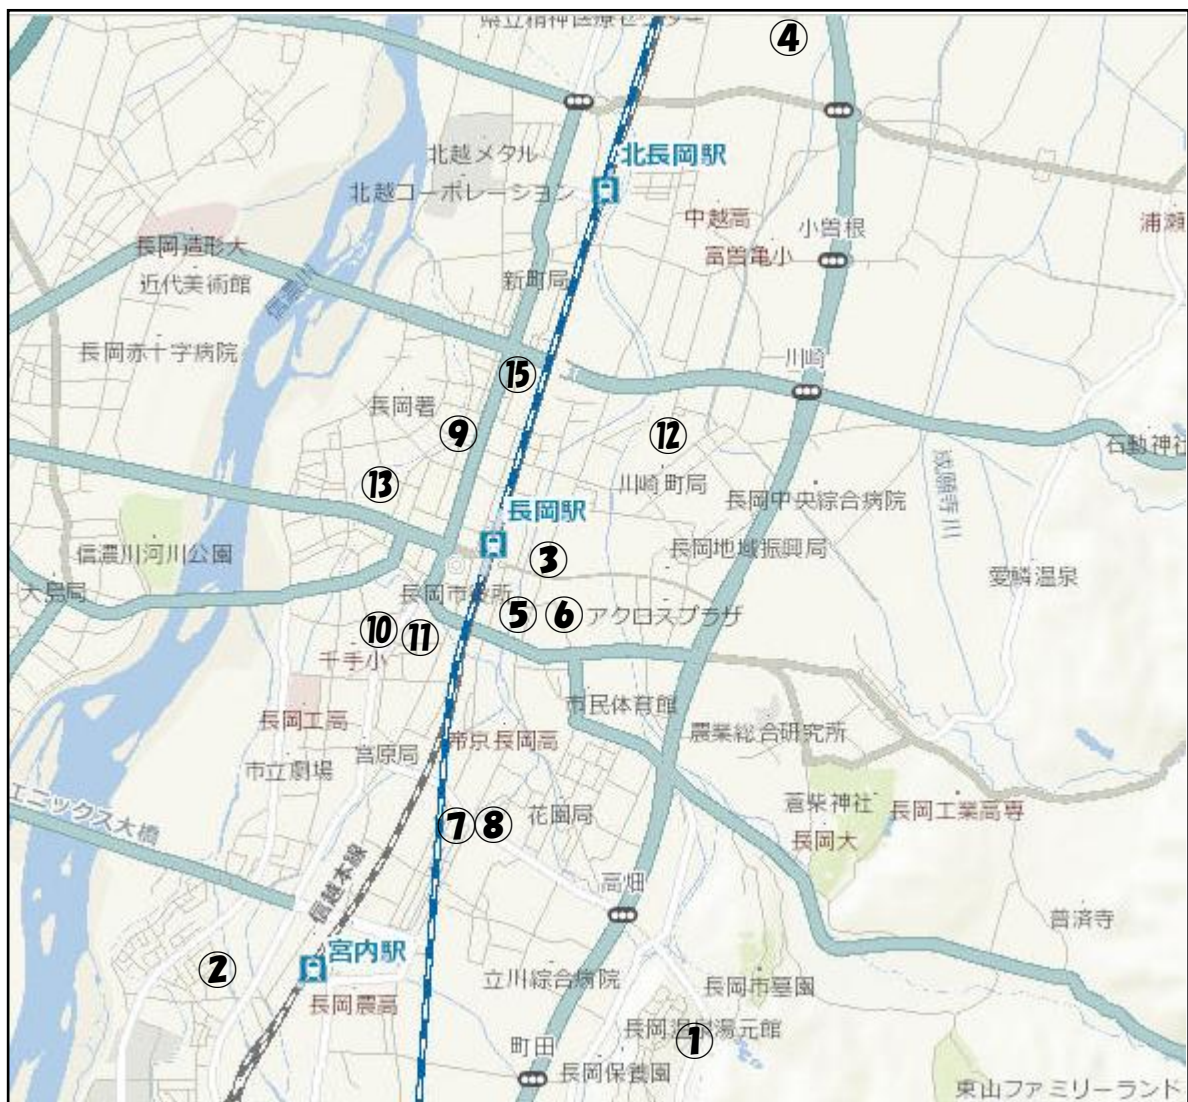 県立精神医療センター
④
北長岡駅
北越メタル
北越コーポレーション
中越高
小曽根
富曽亀小
浦瀬
長岡造形大
近代美術館
信濃川
新町局
長岡赤十字病院
川崎
⑮
長岡署
⑨
⑫
石動神社
⑬
川崎町局
長岡中央綜合病院
成願寺川
長岡駅
③
長岡地域振興局
信濃川河川公園
愛鱗温泉
大島局
長岡市役所
⑤
⑥
アクロスプラザ
⑩
⑪
千手小
市民体育館
長岡工高
帝京長岡高
農業総合研究所
宮原局
市立劇場
蒼柴神社
長岡工業高専
長岡大
ェニックス大橋
⑦
⑧
花園局
信越本線
高畑
普済寺
宮内駅
②
立川綜合病院
長岡市墓園
長岡農高
長岡温泉湯元館
①
町田
長岡保養園
東山ファミリーランド